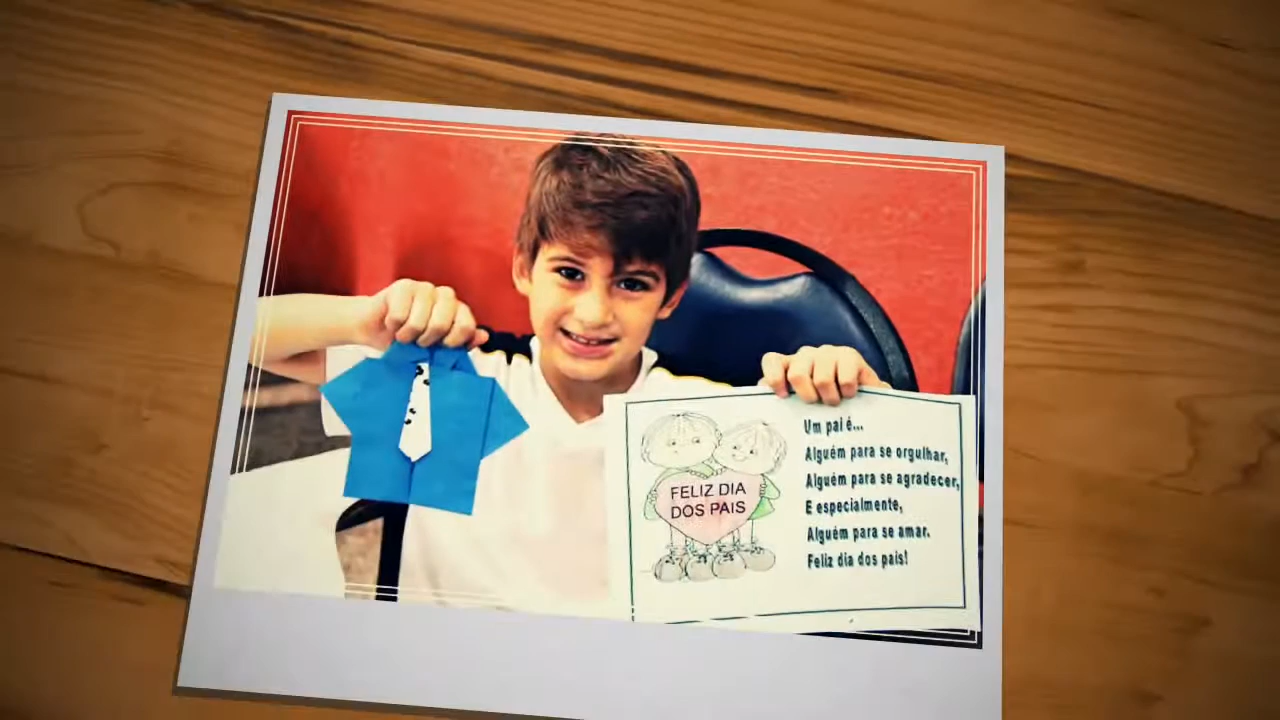 FELIZ DIA
DOS PAIS
Um pai é...
Alguém para se orgulhar,
Alguém para se agradecer,
E especialmente,
Alguém para se amar.
Feliz dia dos pais!